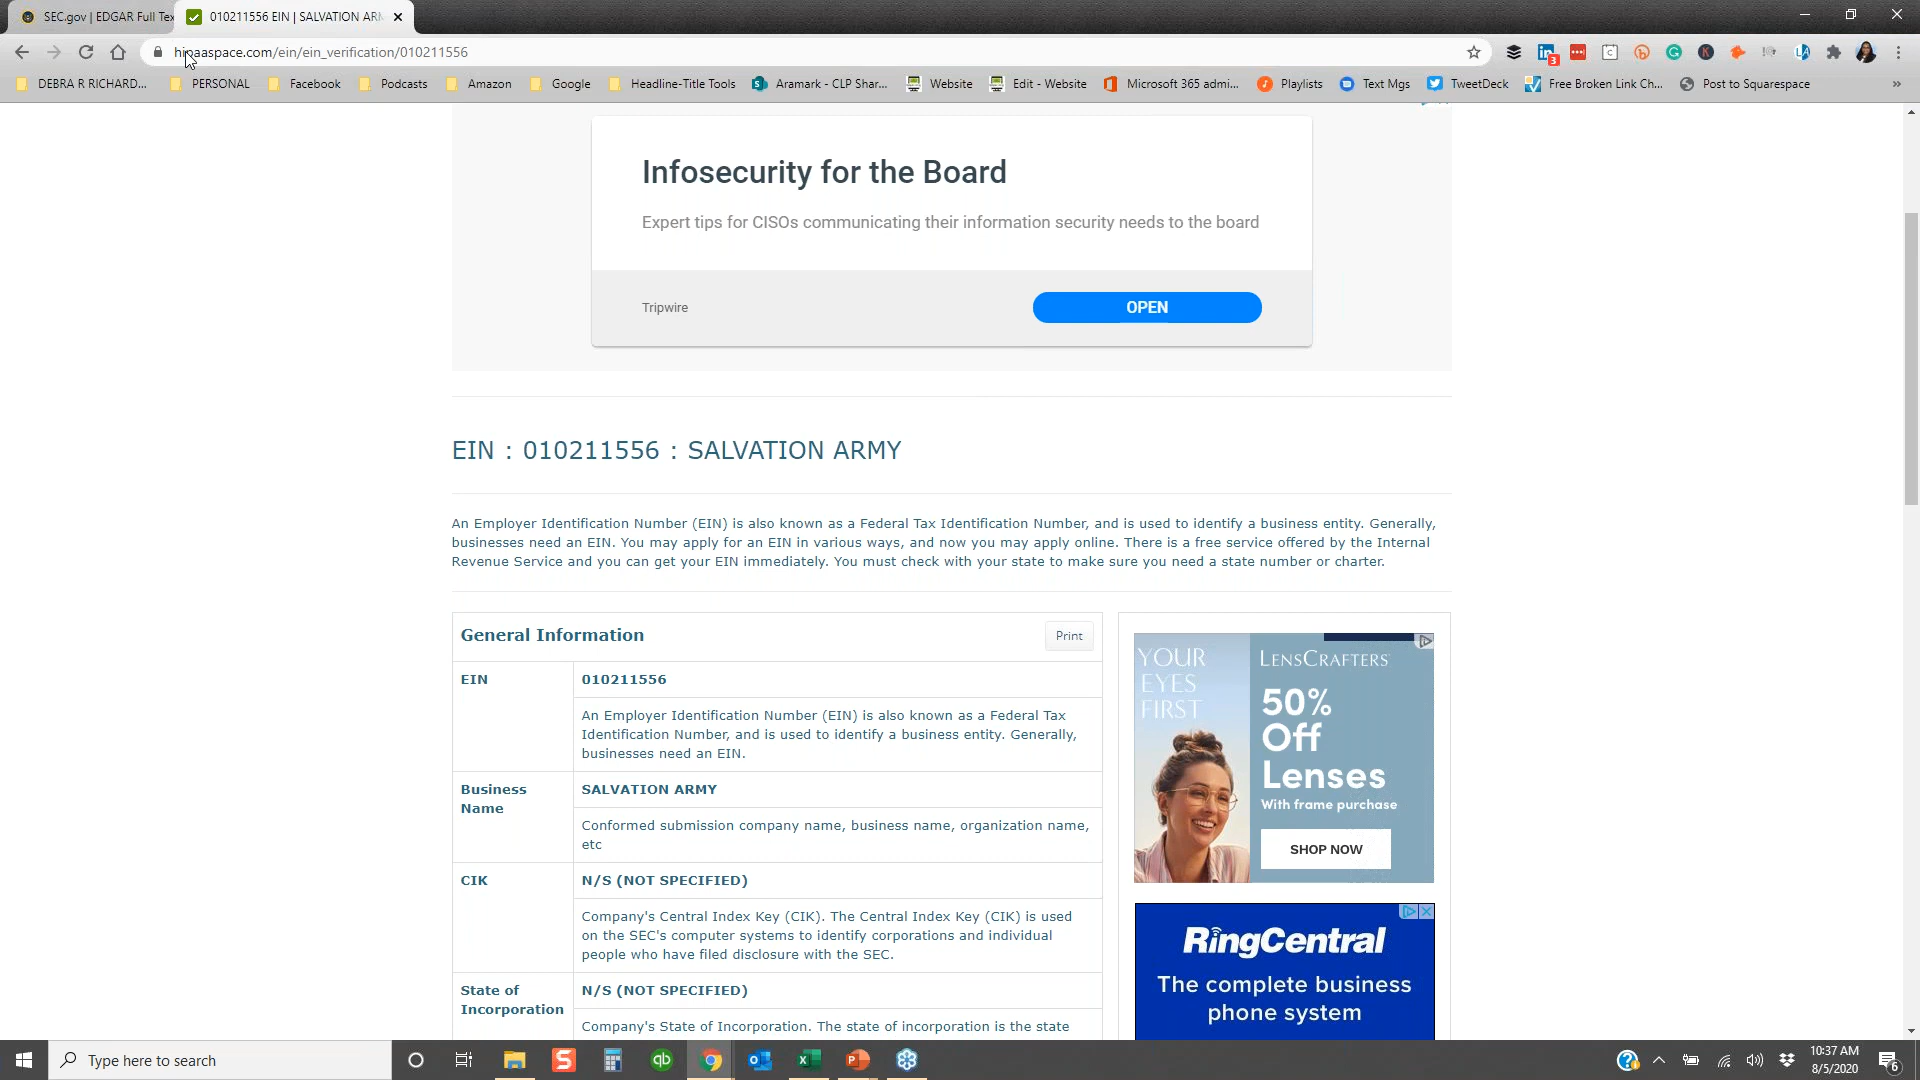 SEC.gov | EDGAR Full Tex
010211556 EIN | SALVATION ARM
hipaaspace.com/ein/ein_verification/010211556
3
DEBRA R RICHARD...
PERSONAL
Facebook
Podcasts
Amazon
Google
Headline-Title Tools
Aramark - CLP Shar...
Website
Edit - Website
Microsoft 365 admi...
Playlists
Text Mgs
TweetDeck
Free Broken Link Ch...
Post to Squarespace
»
Infosecurity for the Board
Expert tips for CISOs communicating their information security needs to the board
Tripwire
OPEN
EIN : 010211556 : SALVATION ARMY
An Employer Identification Number (EIN) is also known as a Federal Tax Identification Number, and is used to identify a business entity. Generally,
businesses need an EIN. You may apply for an EIN in various ways, and now you may apply online. There is a free service offered by the Internal
Revenue Service and you can get your EIN immediately. You must check with your state to make sure you need a state number or charter.
General Information
Print
EIN
010211556
An Employer Identification Number (EIN) is also known as a Federal Tax
Identification Number, and is used to identify a business entity. Generally,
businesses need an EIN.
Business
Name
SALVATION ARMY
Conformed submission company name, business name, organization name,
etc
CIK
N/S (NOT SPECIFIED)
Company's Central Index Key (CIK). The Central Index Key (CIK) is used
on the SEC's computer systems to identify corporations and individual
people who have filed disclosure with the SEC.
State of
Incorporation
N/S (NOT SPECIFIED)
Company's State of Incorporation. The state of incorporation is the state
YOUR
EYES
FIRST
LENSCRAFTERS
50%
Off
Lenses
With frame purchase
SHOP NOW
RingCentral
The complete business
phone system
Type here to search
10:37 AM
8/5/2020
6